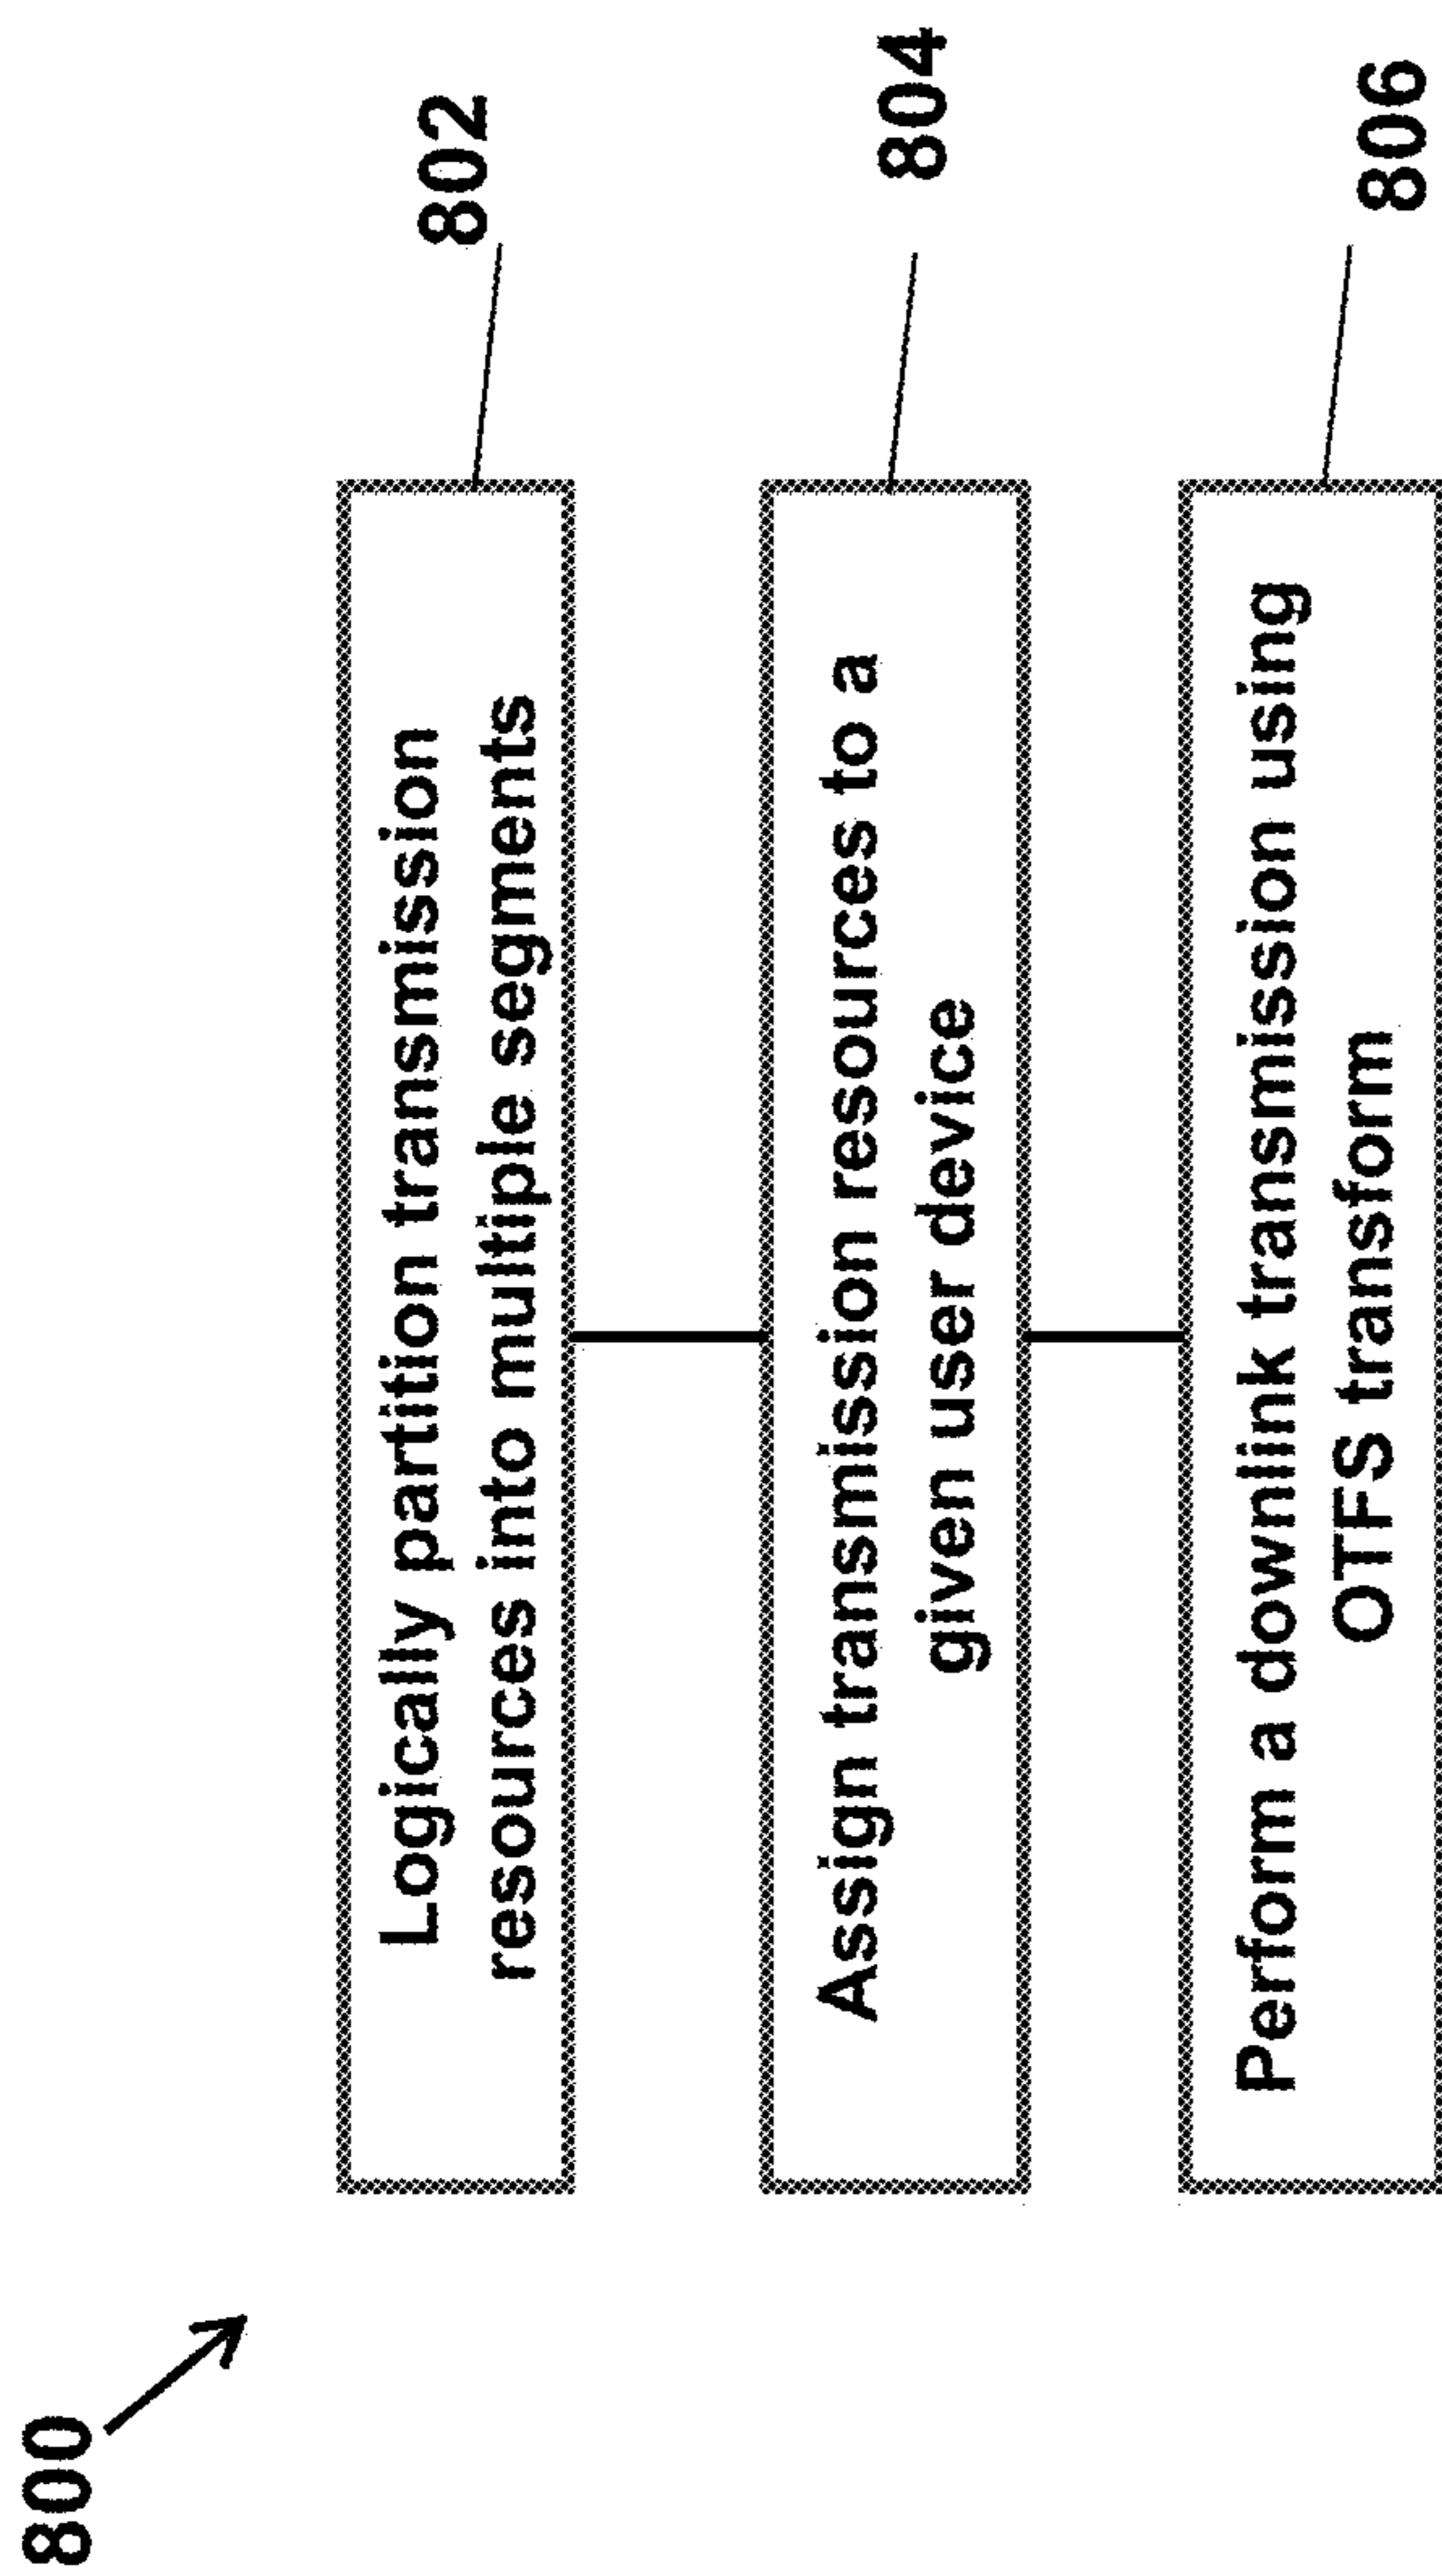 800
Logically partition transmission
resources into multiple segments
802
Assign transmission resources to a
given user device
804
Perform a downlink transmission using
OTFS transform
806